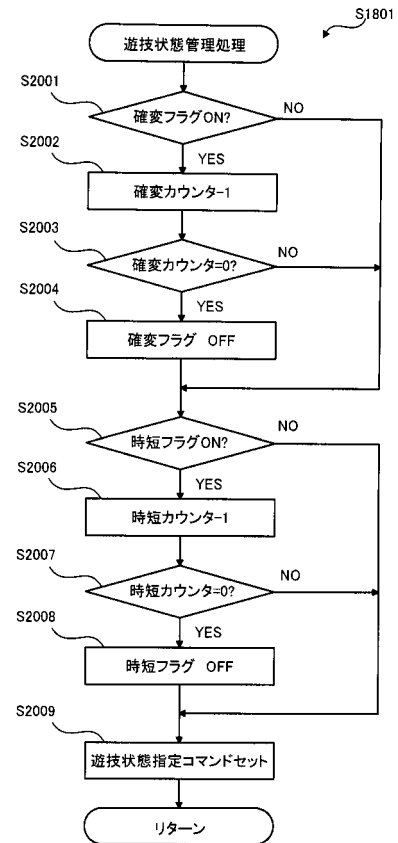 S1801
遊技状態管理処理
S2001
確変フラグON?
NO
YES
S2002
確変カウンタ-1
S2003
確変カウンタ=0?
NO
YES
S2004
確変フラグ OFF
S2005
時短フラグON?
NO
YES
S2006
時短カウンタ-1
S2007
時短カウンタ=0?
NO
YES
S2008
時短フラグ OFF
S2009
遊技状態指定コマンドセット
リターン